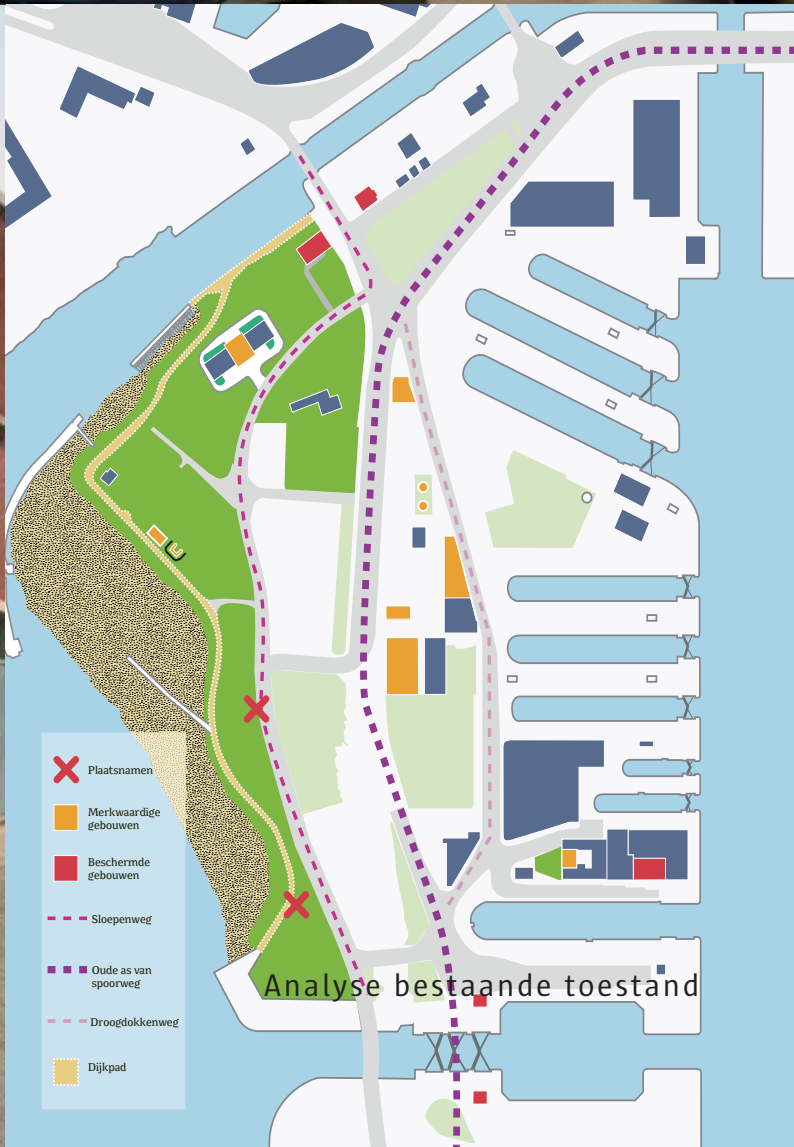 Plaatsnamen
Merkwaardige
gebouwen
Beschermde
gebouwen
Sloepenweg
Oude as van
spoorweg
Droogdokkenweg
Dijkpad
Analyse bestaande toestand